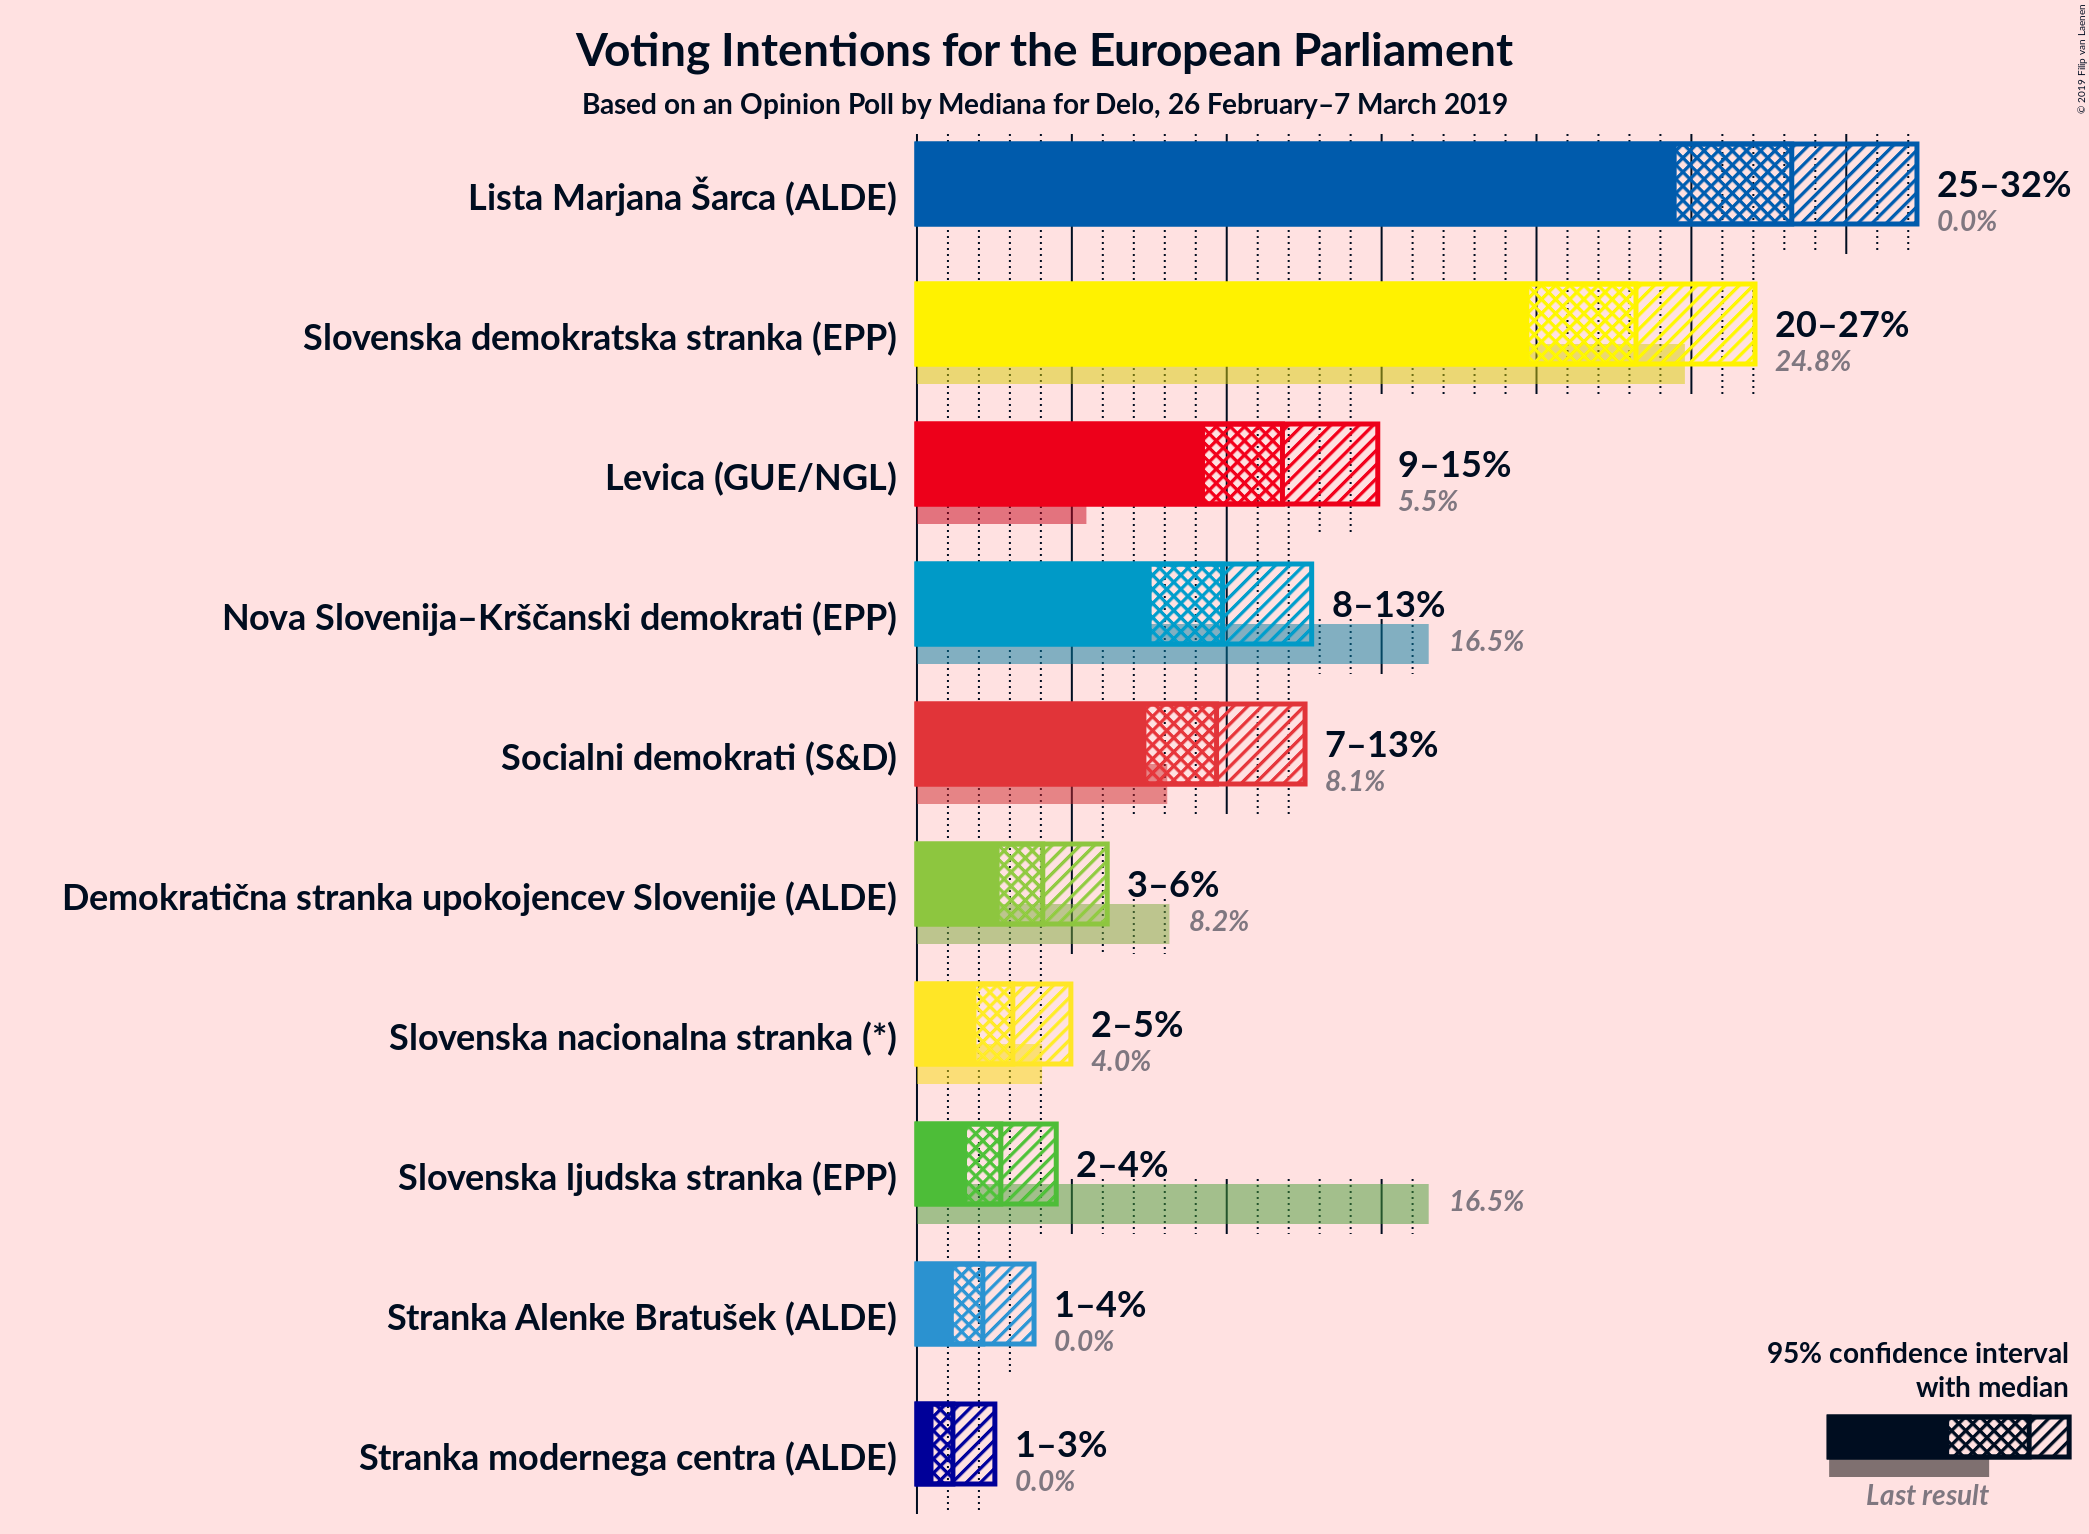 Voting Intentions for the European Parliament
Based on an Opinion Poll by Mediana for Delo, 26 February–7 March 2019
© 2019 Filip van Laenen
Lista Marjana Šarca (ALDE)
25–32%
0.0%
Slovenska demokratska stranka (EPP)
20–27%
24.8%
Levica (GUE/NGL)
9–15%
5.5%
Nova Slovenija–Krščanski demokrati (EPP)
8–13%
16.5%
Socialni demokrati (S&D)
7–13%
8.1%
Demokratična stranka upokojencev Slovenije (ALDE)
3–6%
8.2%
Slovenska nacionalna stranka (*)
2–5%
4.0%
Slovenska ljudska stranka (EPP)
2–4%
16.5%
Stranka Alenke Bratušek (ALDE)
1–4%
0.0%
Stranka modernega centra (ALDE)
1–3%
0.0%
95% confidence interval
with median
Last result